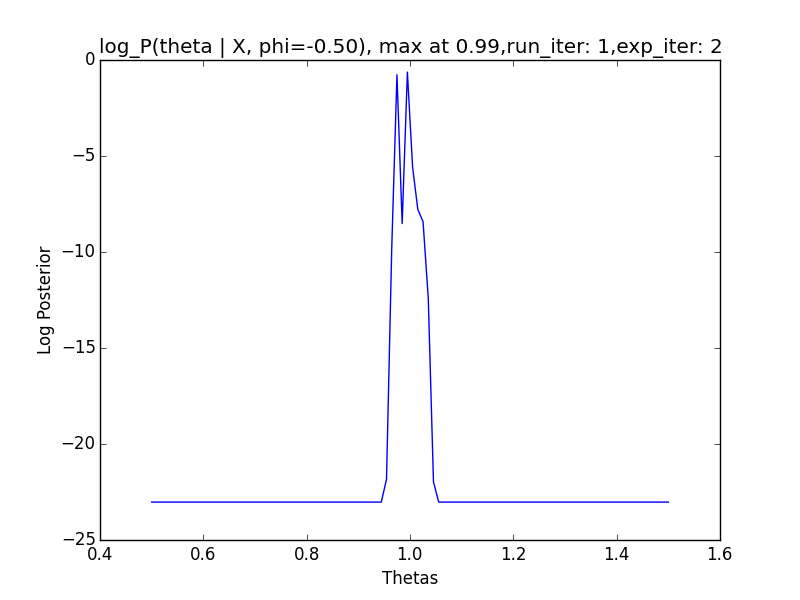 log_P(theta | X, phi=-0.50), max at 0.99,run_iter: 1,exp_iter: 2
0
−5
−10
−15
−20
−25
Log Posterior
0.4 0.6 0.8 1.0 1.2 1.4 1.6
Thetas